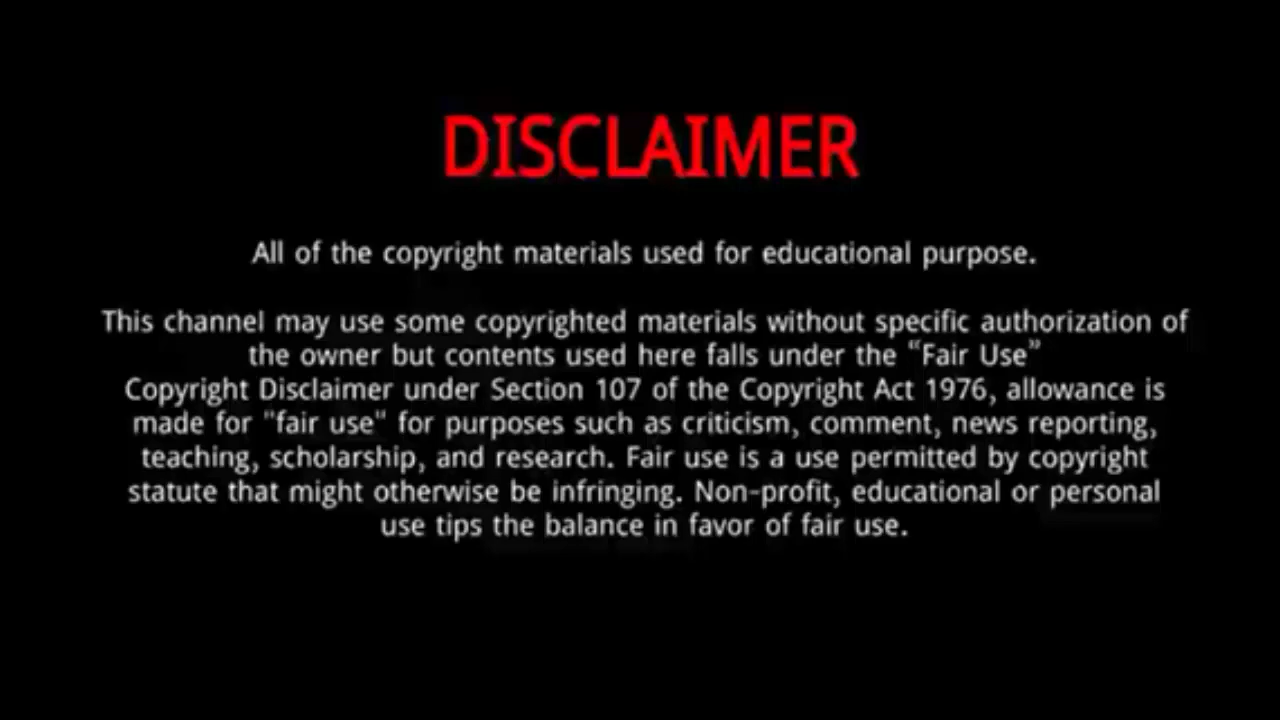 DISCLAIMER
All of the copyright materials used for educational purpose.
This channel may use some copyrighted materials without specific authorization of
the owner but contents used here falls under the “Fair Use”
Copyright Disclaimer under Section 107 of the Copyright Act 1976, allowance is
made for "fair use" for purposes such as criticism, comment, news reporting,
teaching, scholarship, and research. Fair use is a use permitted by copyright
statute that might otherwise be infringing. Non-profit, educational or personal
use tips the balance in favor of fair use.